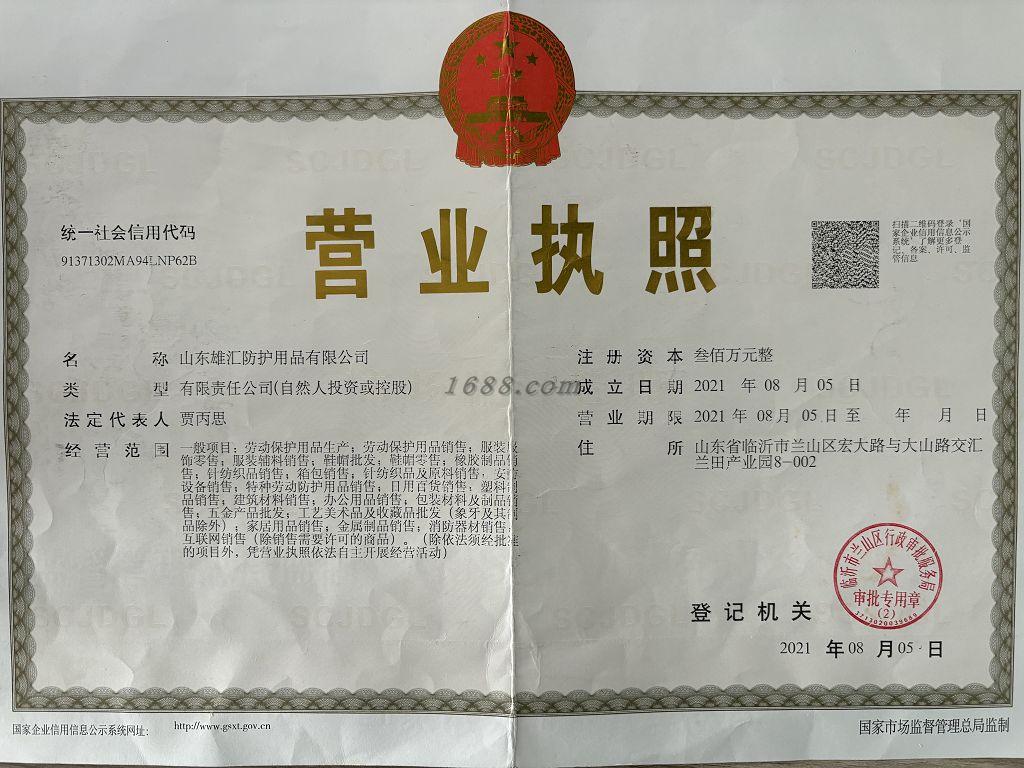 营业执照
统一社会信用代码
91371302MA94LNP62B
扫描二维码登录‘国
家企业信用信息公示
系统’了解更多登
记、备案、许可、监
管信息
名 称 山东雄汇防护用品有限公司
类 型 有限责任公司(自然人投资或控股)
法定代表人 贾丙思
经营范围 一般项目：劳动保护用品生产；劳动保护用品销售；服装
饰零售；服装辅料销售；鞋帽批发；鞋帽零售；橡胶制品
售；针纺织品销售；箱包销售；针纺织品及原料销售；安
设备销售；特种劳动防护用品销售；日用百货销售；塑料
品销售；建筑材料销售；办公用品销售；包装材料及制品
售；五金产品批发；工艺美术品及收藏品批发（象牙及其
品除外）；家居用品销售；金属制品销售；消防器材销售；
互联网销售（除销售需要许可的商品）。（除依法须经批准
的项目外，凭营业执照依法自主开展经营活动）
注册资本 叁佰万元整
成立日期 2021 年 08 月 05 日
营业期限 2021 年 08 月 05 日 至 年 月 日
住 所 山东省临沂市兰山区宏大路与大山路交汇
兰田产业园8-002
1688.com
临沂市兰山区行政审批服务局
审批专用章
(2)
登记机关
2021 年 08 月 05 日
国家企业信用信息公示系统网址：
http://www.gsxt.gov.cn
国家市场监督管理总局监制